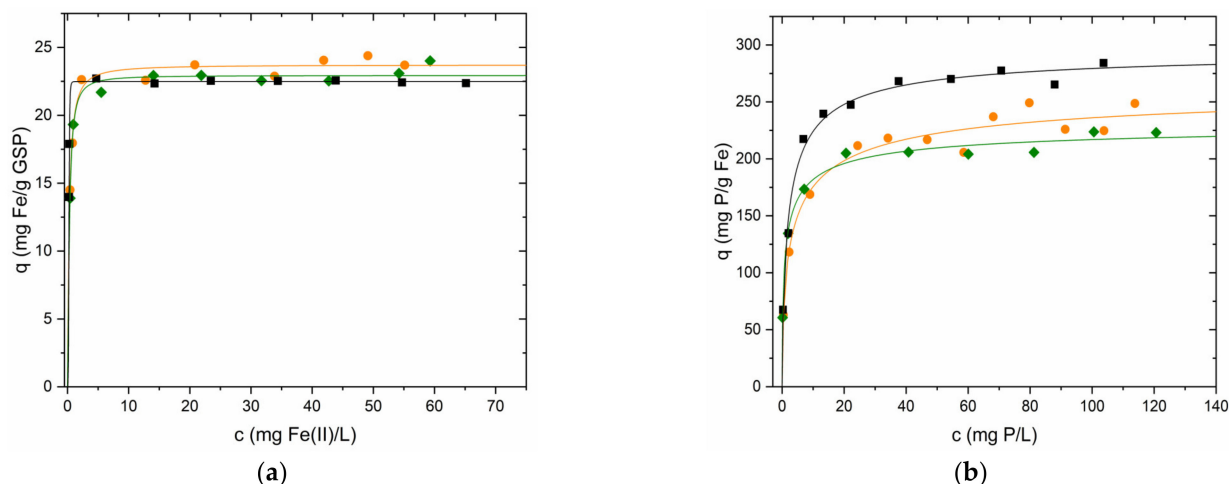 25
20
15
10
5
0
q (mg Fe/g GSP)
0 10 20 30 40 50 60 70
c (mg Fe(II)/L)
(a)
300
250
200
150
100
50
0
q (mg P/g Fe)
0 20 40 60 80 100 120 140
c (mg P/L)
(b)